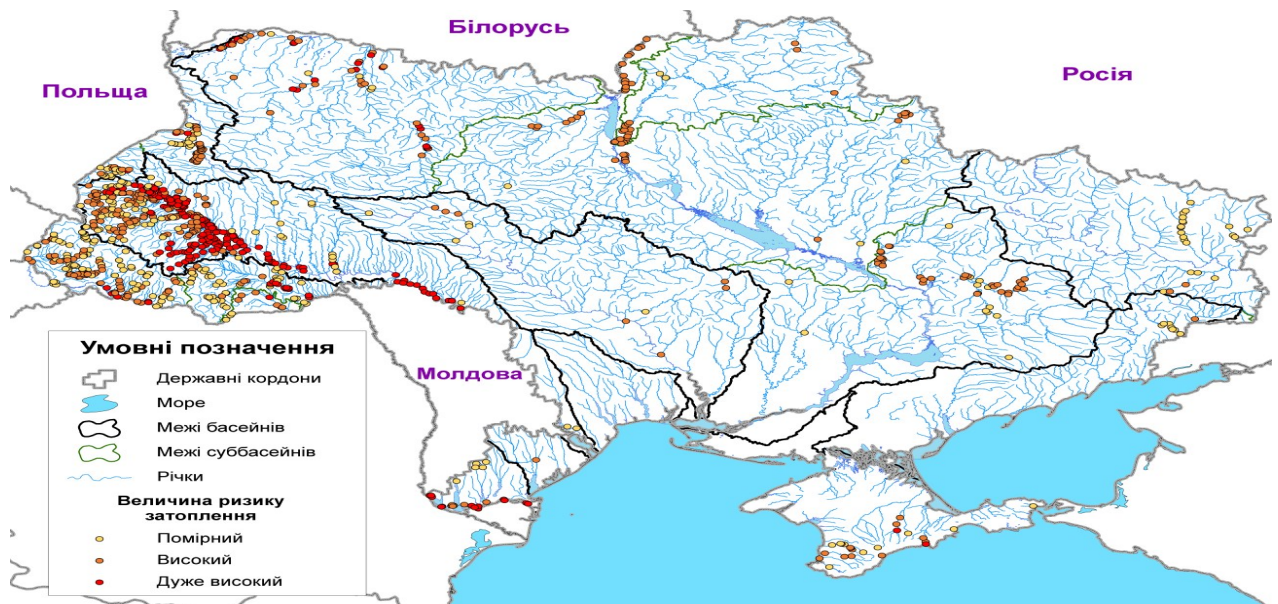 Білорусь
Росія
Польща
Молдова
Умовні позначення
Державні кордони
Море
Межі басейнів
Межі суббасейнів
Річки
Величина ризику
затоплення
Помірний
Високий
Дуже високий